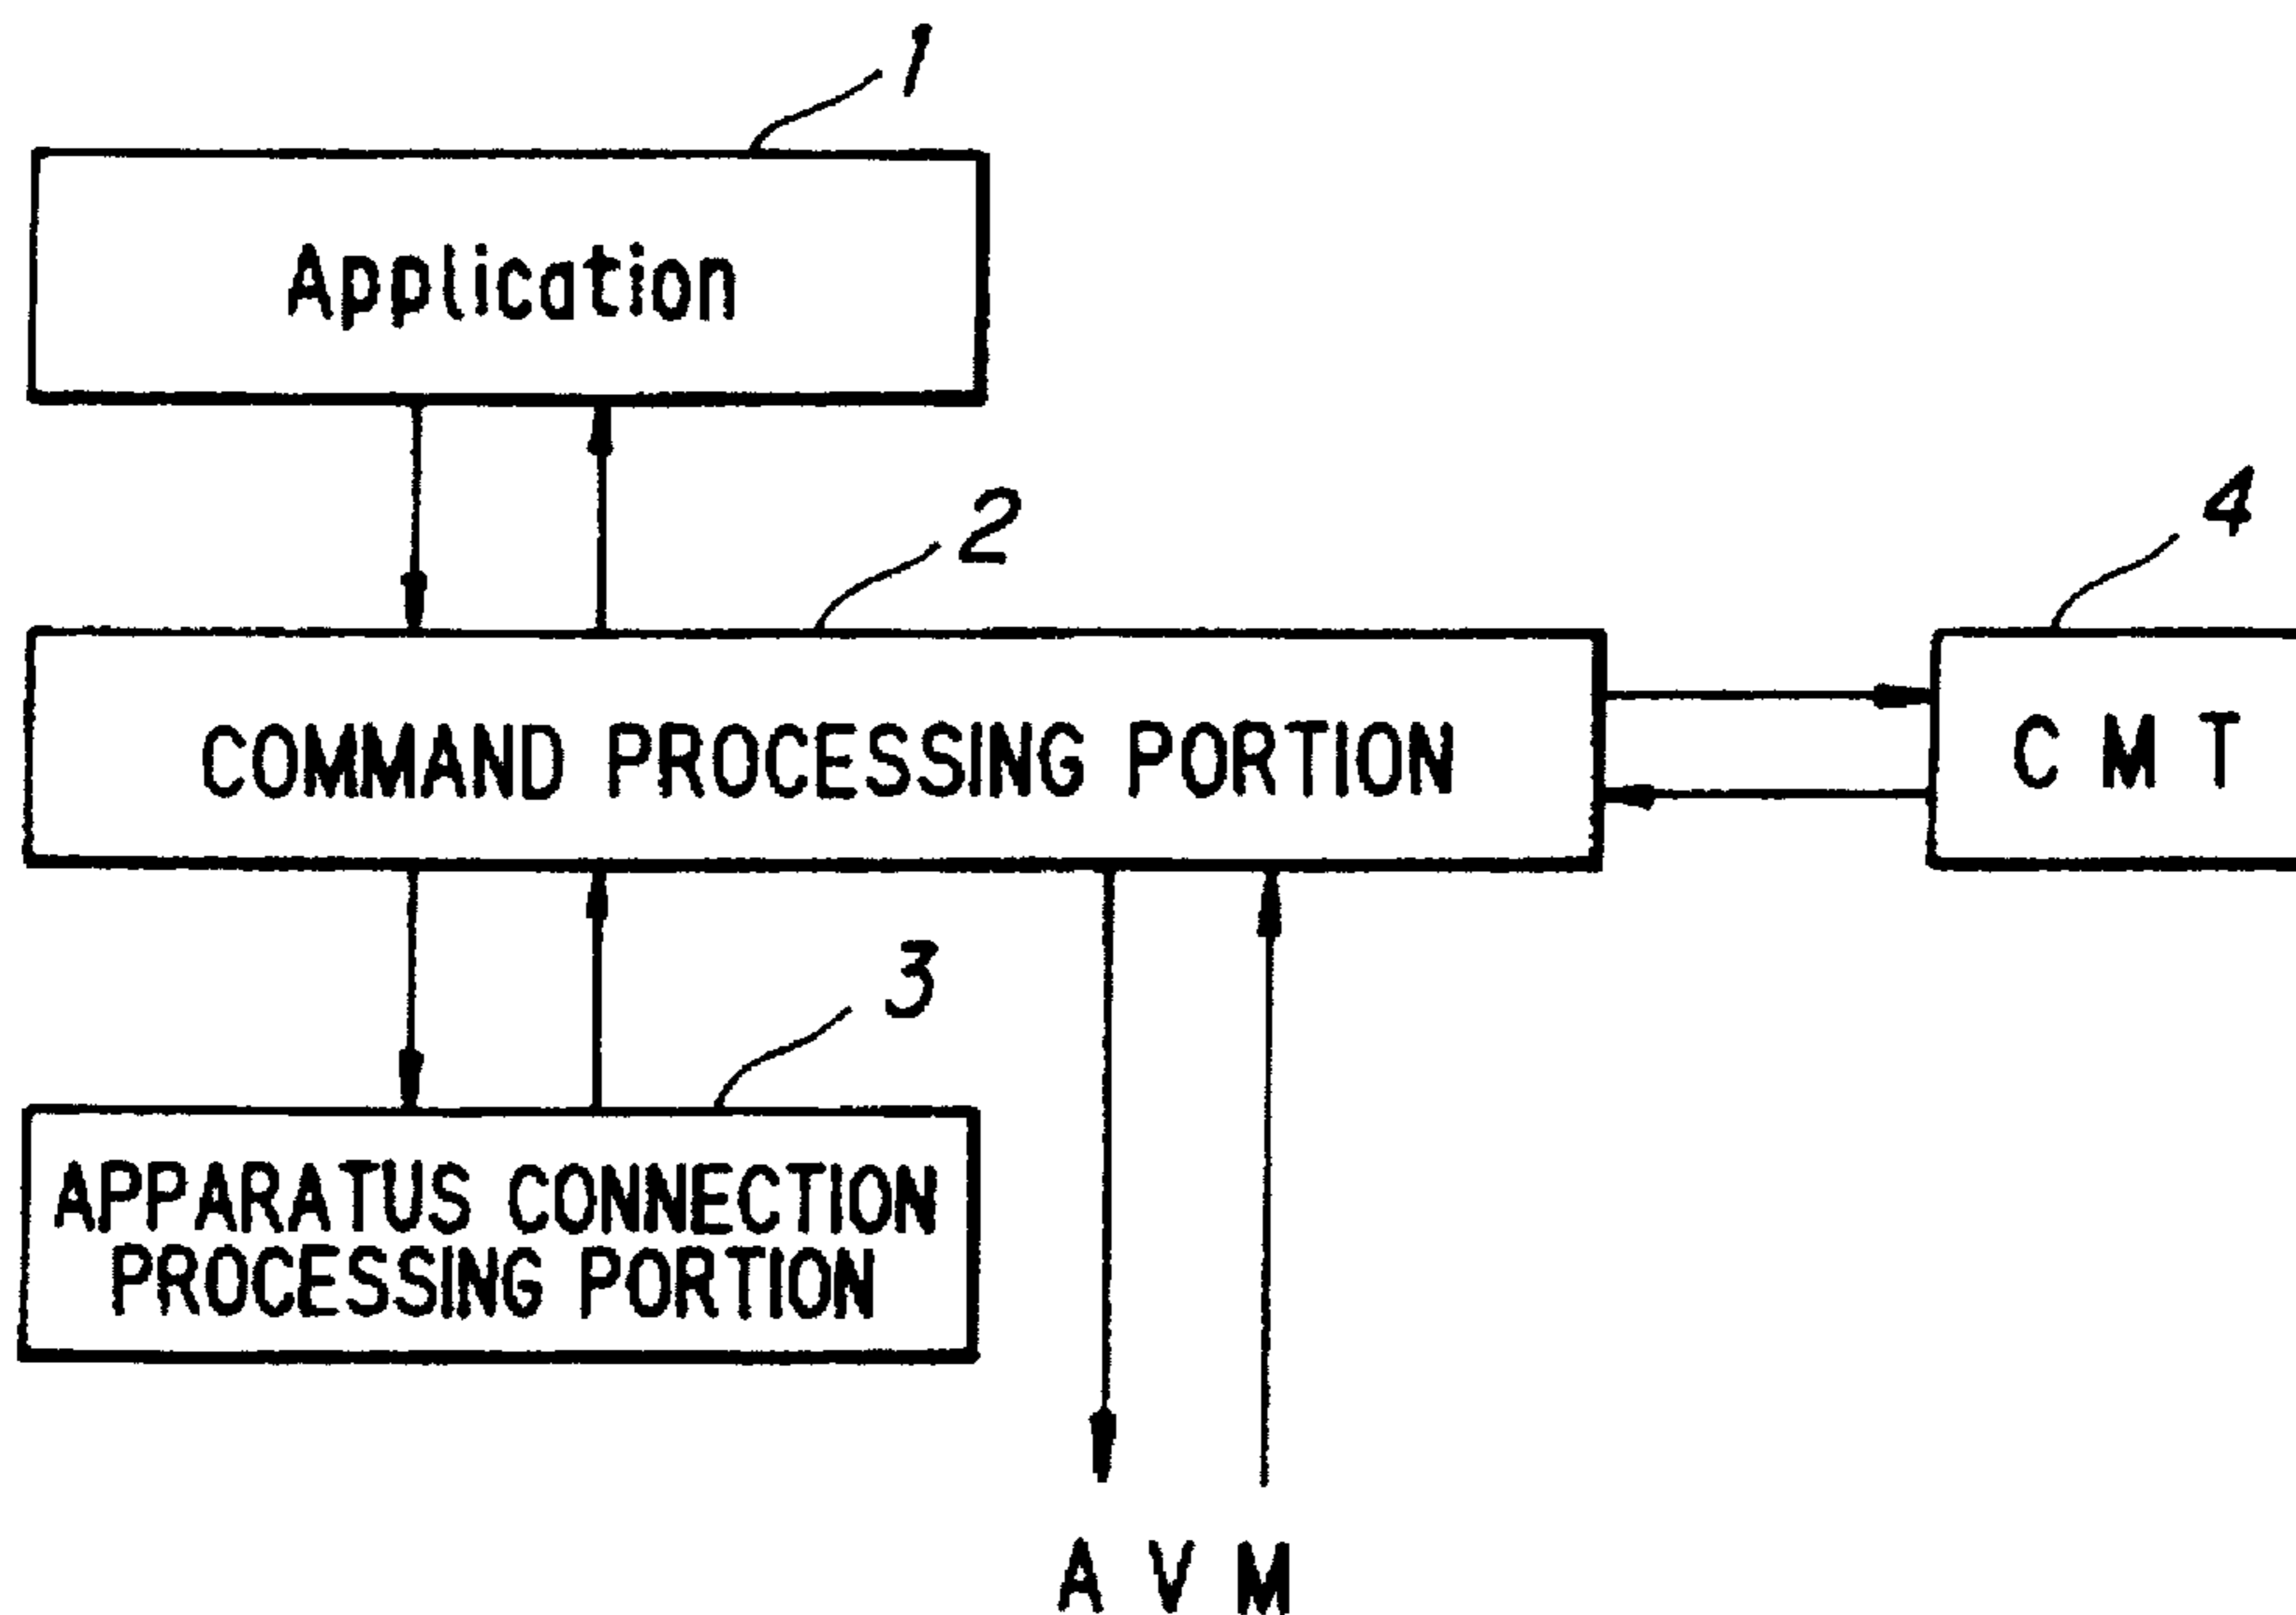 1
Application
2
4
COMMAND PROCESSING PORTION
C M T
3
APPARATUS CONNECTION
PROCESSING PORTION
A V M